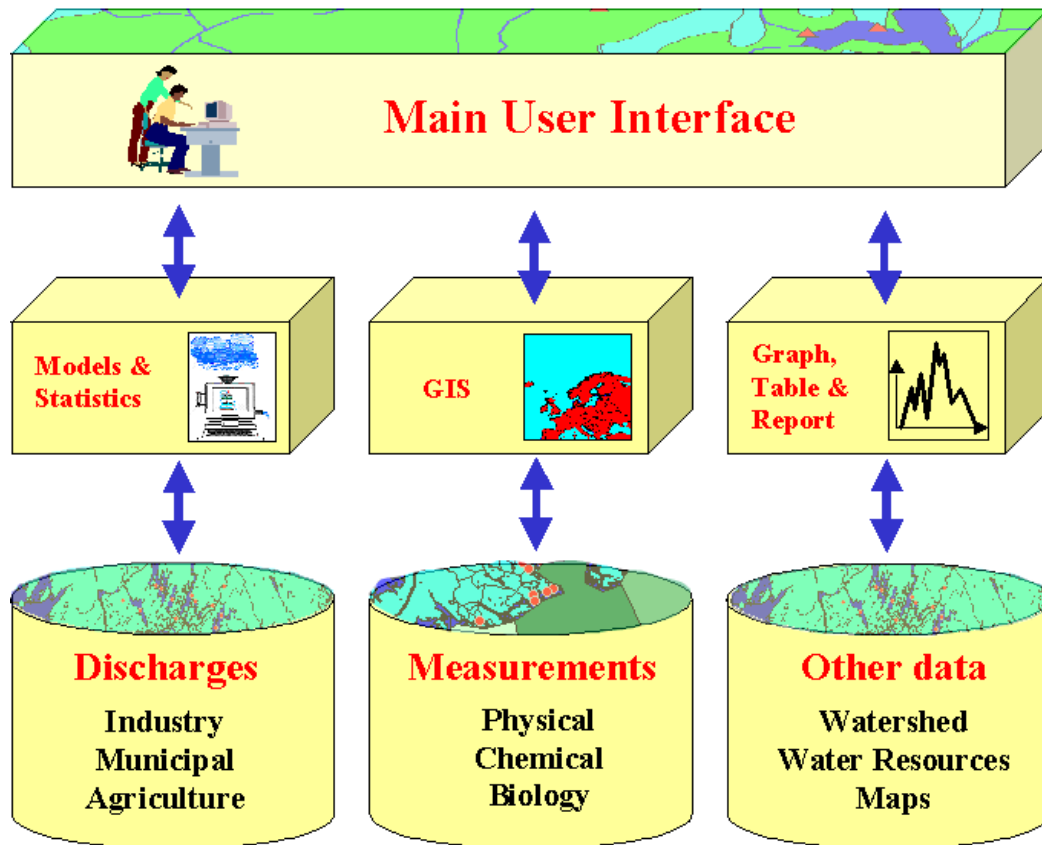 Main User Interface
Models &
Statistics
GIS
Graph,
Table &
Report
Discharges
Industry
Municipal
Agriculture
Measurements
Physical
Chemical
Biology
Other data
Watershed
Water Resources
Maps